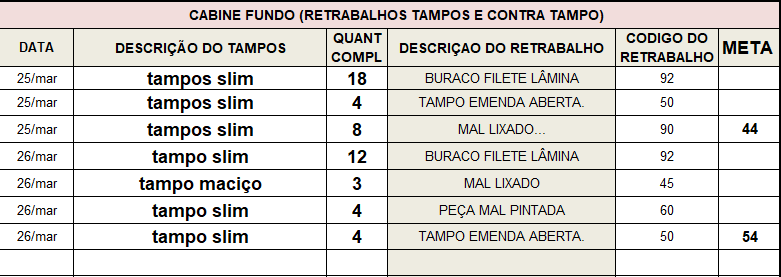 CABINE FUNDO (RETRABALHOS TAMPOS E CONTRA TAMPO)
DATA DESCRIÇÃO DO TAMPOS QUANT COMPL DESCRIÇAO DO RETRABALHO CODIGO DO RETRABALHO META
25/mar tampos slim 18 BURACO FILETE LÂMINA 92
25/mar tampos slim 4 TAMPO EMENDA ABERTA. 50
25/mar tampos slim 8 MAL LIXADO... 90 44
26/mar tampo slim 12 BURACO FILETE LÂMINA 92
26/mar tampo maciço 3 MAL LIXADO 45
26/mar tampo slim 4 PEÇA MAL PINTADA 60
26/mar tampo slim 4 TAMPO EMENDA ABERTA. 50 54